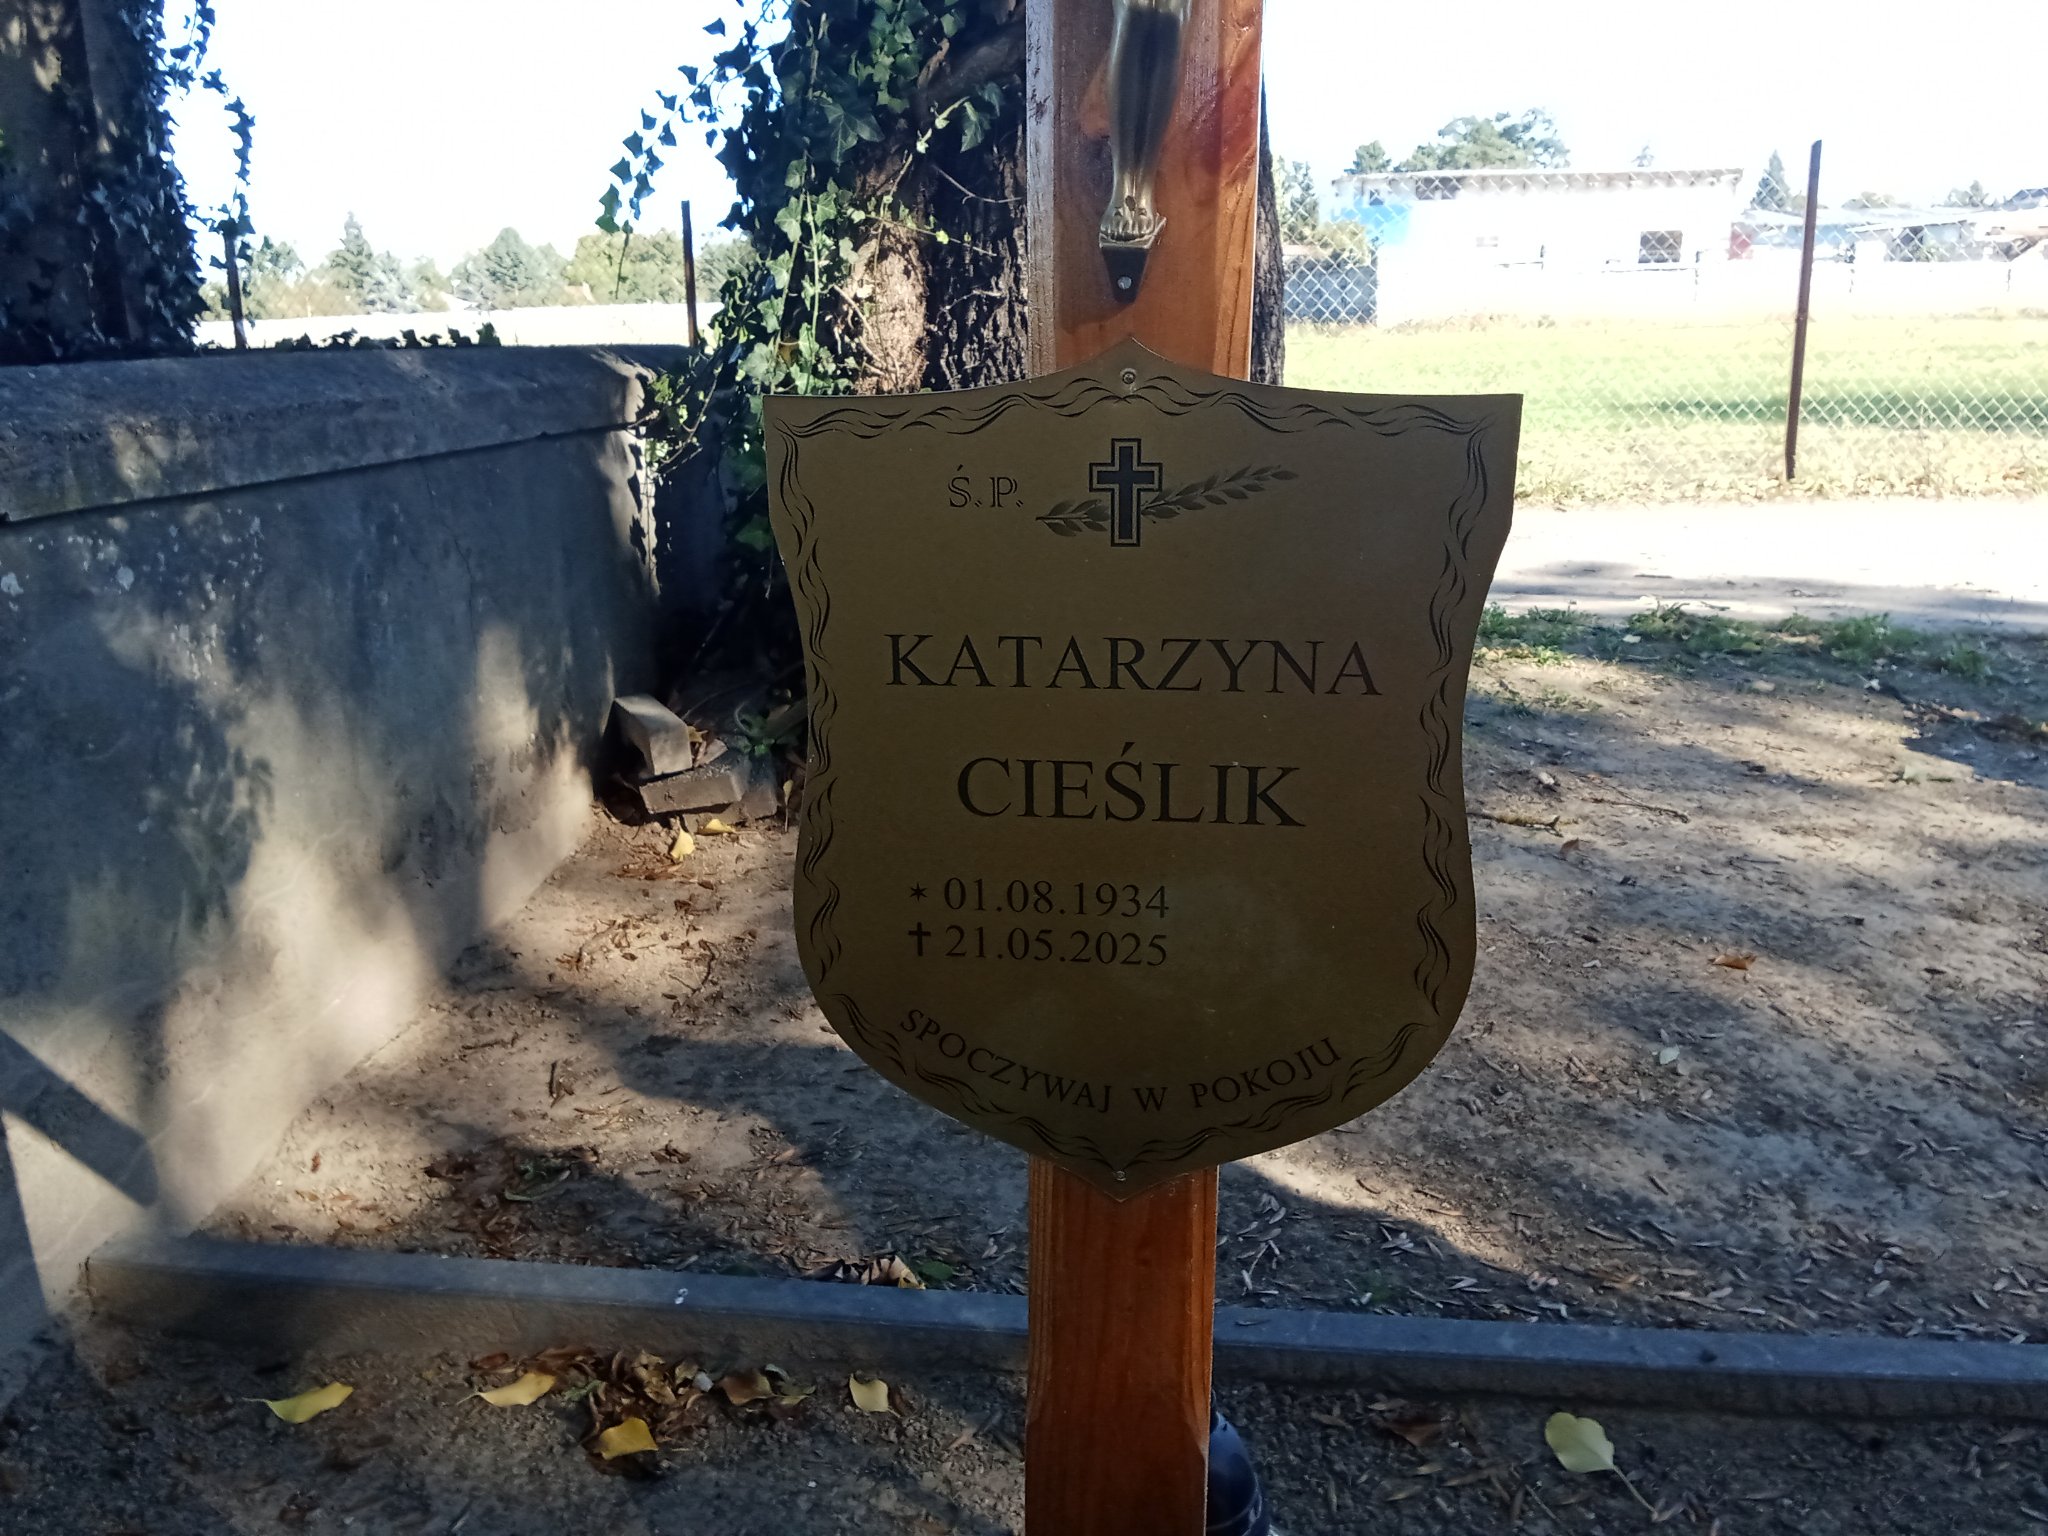 Ś.P.
KATARZYNA
CIEŚLIK
* 01.08.1934
✝ 21.05.2025
SPOCZYWAJ W POKOJU